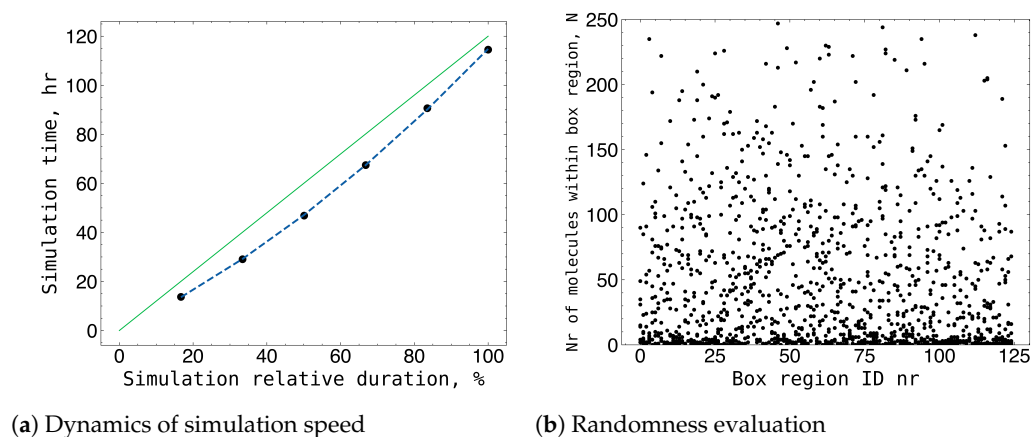 120
100
80
60
40
20
0
Simulation time, hr
0 20 40 60 80 100
Simulation relative duration, %
(a) Dynamics of simulation speed
250
200
150
100
50
0
Nr of molecules within box region, N
0 25 50 75 100 125
Box region ID nr
(b) Randomness evaluation